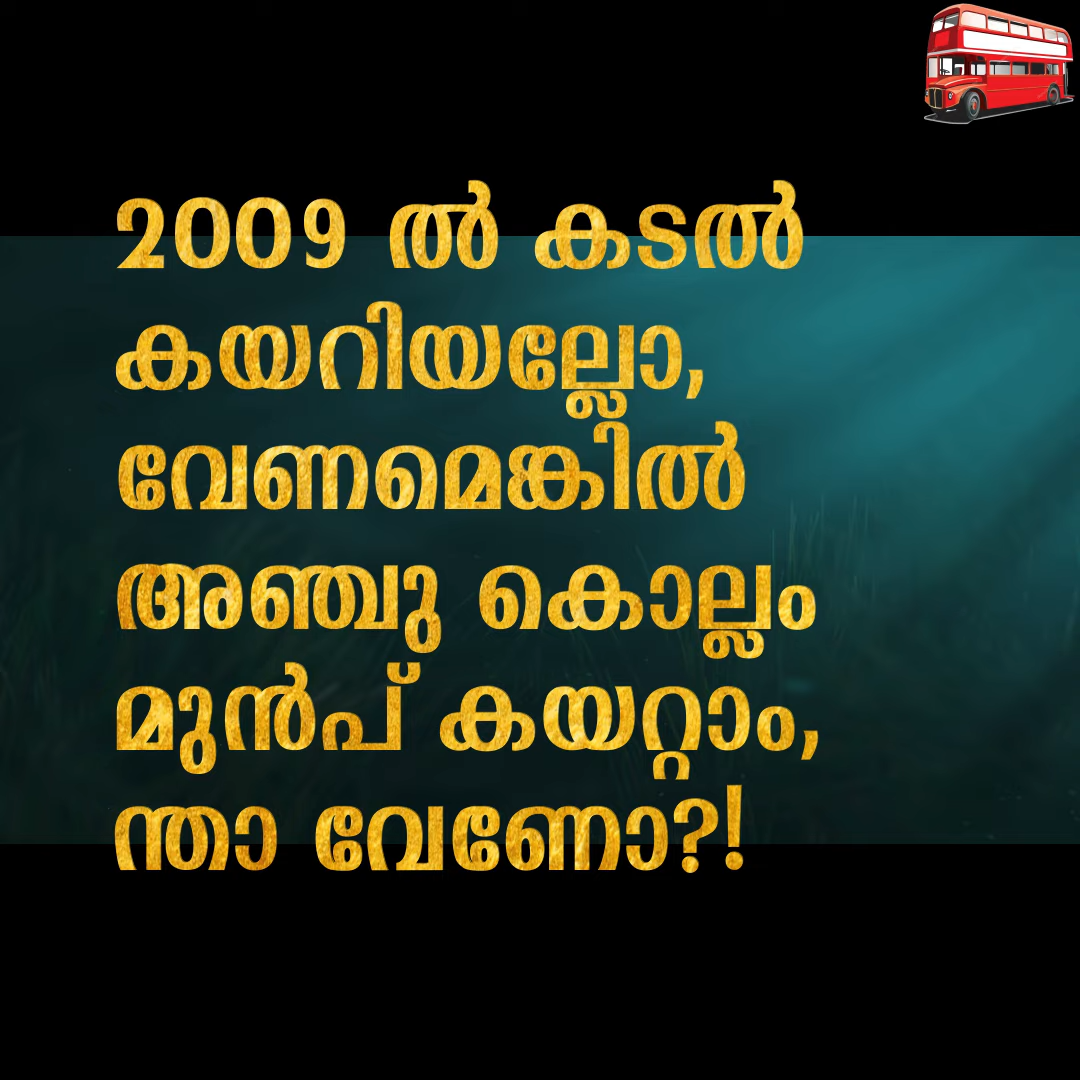 2009 ൽ കടൽ
കയറിയല്ലോ,
വേണമെങ്കിൽ
അഞ്ചു കൊല്ലം
മുൻപ് കയറ്റാം,
ന്താ വേണോ?!